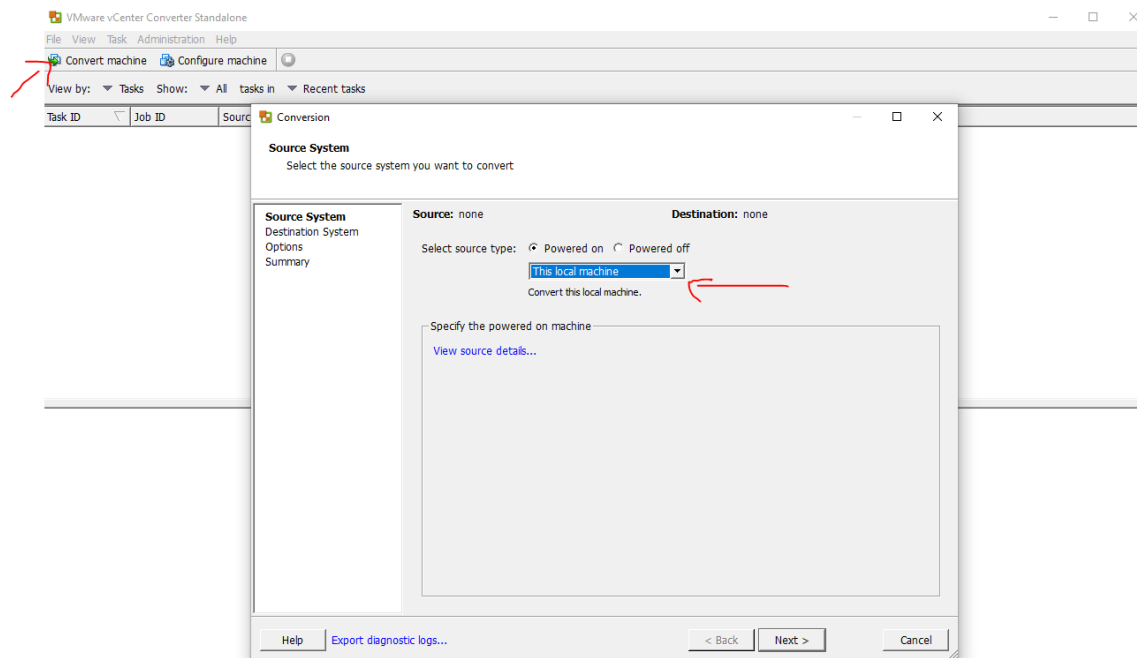 VMware vCenter Converter Standalone
File View Task Administration Help
Convert machine Configure machine
View by: Tasks Show: All tasks in Recent tasks
Task ID Job ID Sourc
Conversion
Source System
Select the source system you want to convert
Source System
Destination System
Options
Summary
Source: none Destination: none
Select source type: Powered on Powered off
This local machine
Convert this local machine.
Specify the powered on machine
View source details...
Help Export diagnostic logs... < Back Next > Cancel